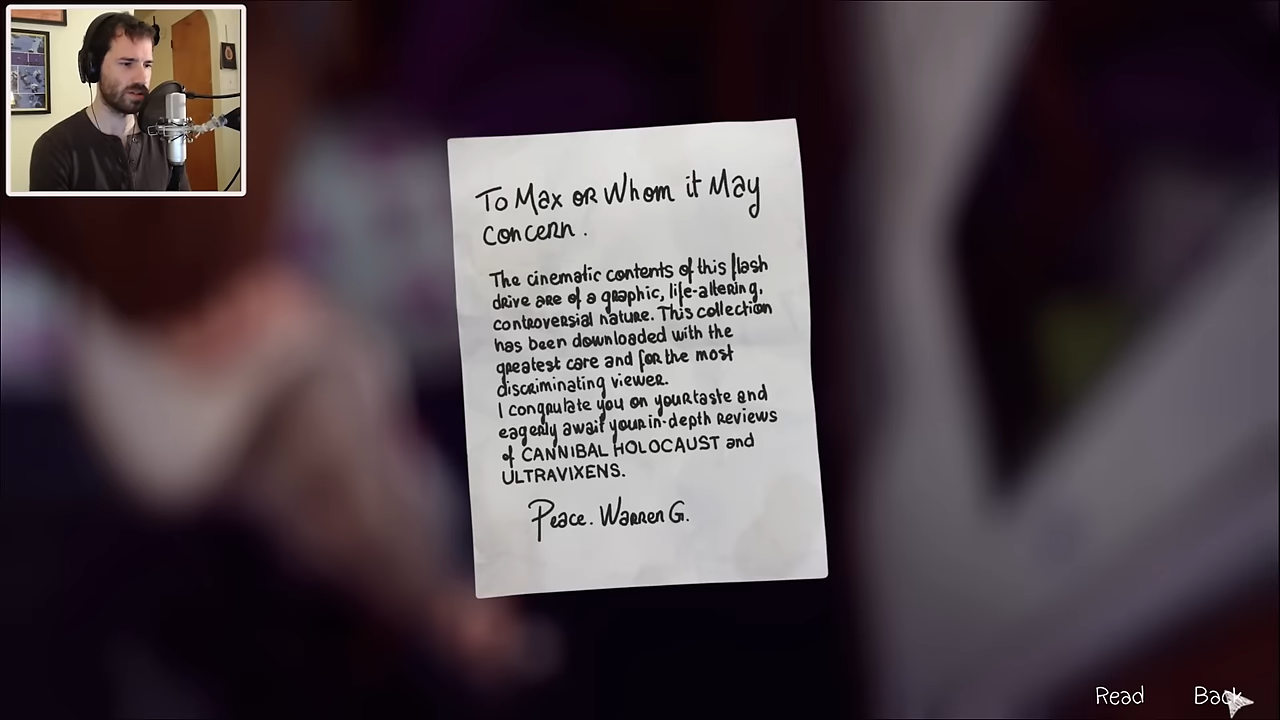 To Max or Whom it May
Concern.
The cinematic contents of this flash
drive are of a graphic, life-altering,
controversial nature. This collection
has been downloaded with the
greatest care and for the most
discriminating viewer.
I congrulate you on your taste and
eagerly await your in-depth reviews
of CANNIBAL HOLOCAUST and
ULTRAVIXENS.
Peace. Warren G.
Read Back